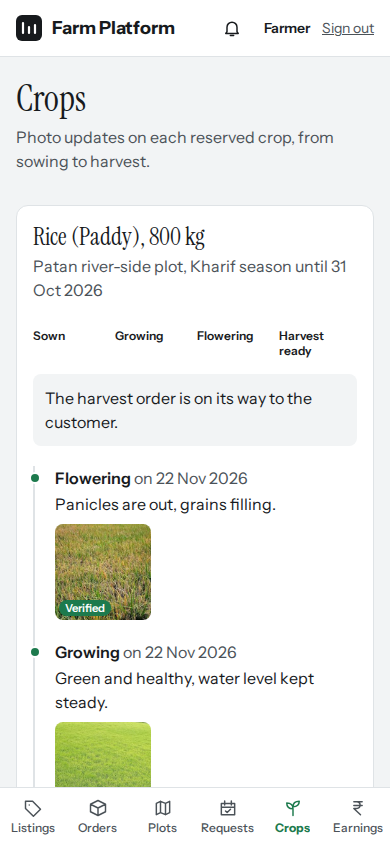 Farm Platform
Farmer
Sign out
Crops
Photo updates on each reserved crop, from
sowing to harvest.
Rice (Paddy), 800 kg
Patan river-side plot, Kharif season until 31
Oct 2026
Sown
Growing
Flowering
Harvest
ready
The harvest order is on its way to the
customer.
Flowering on 22 Nov 2026
Panicles are out, grains filling.
Verified
Growing on 22 Nov 2026
Green and healthy, water level kept
steady.
Listings
Orders
Plots
Requests
Crops
Earnings